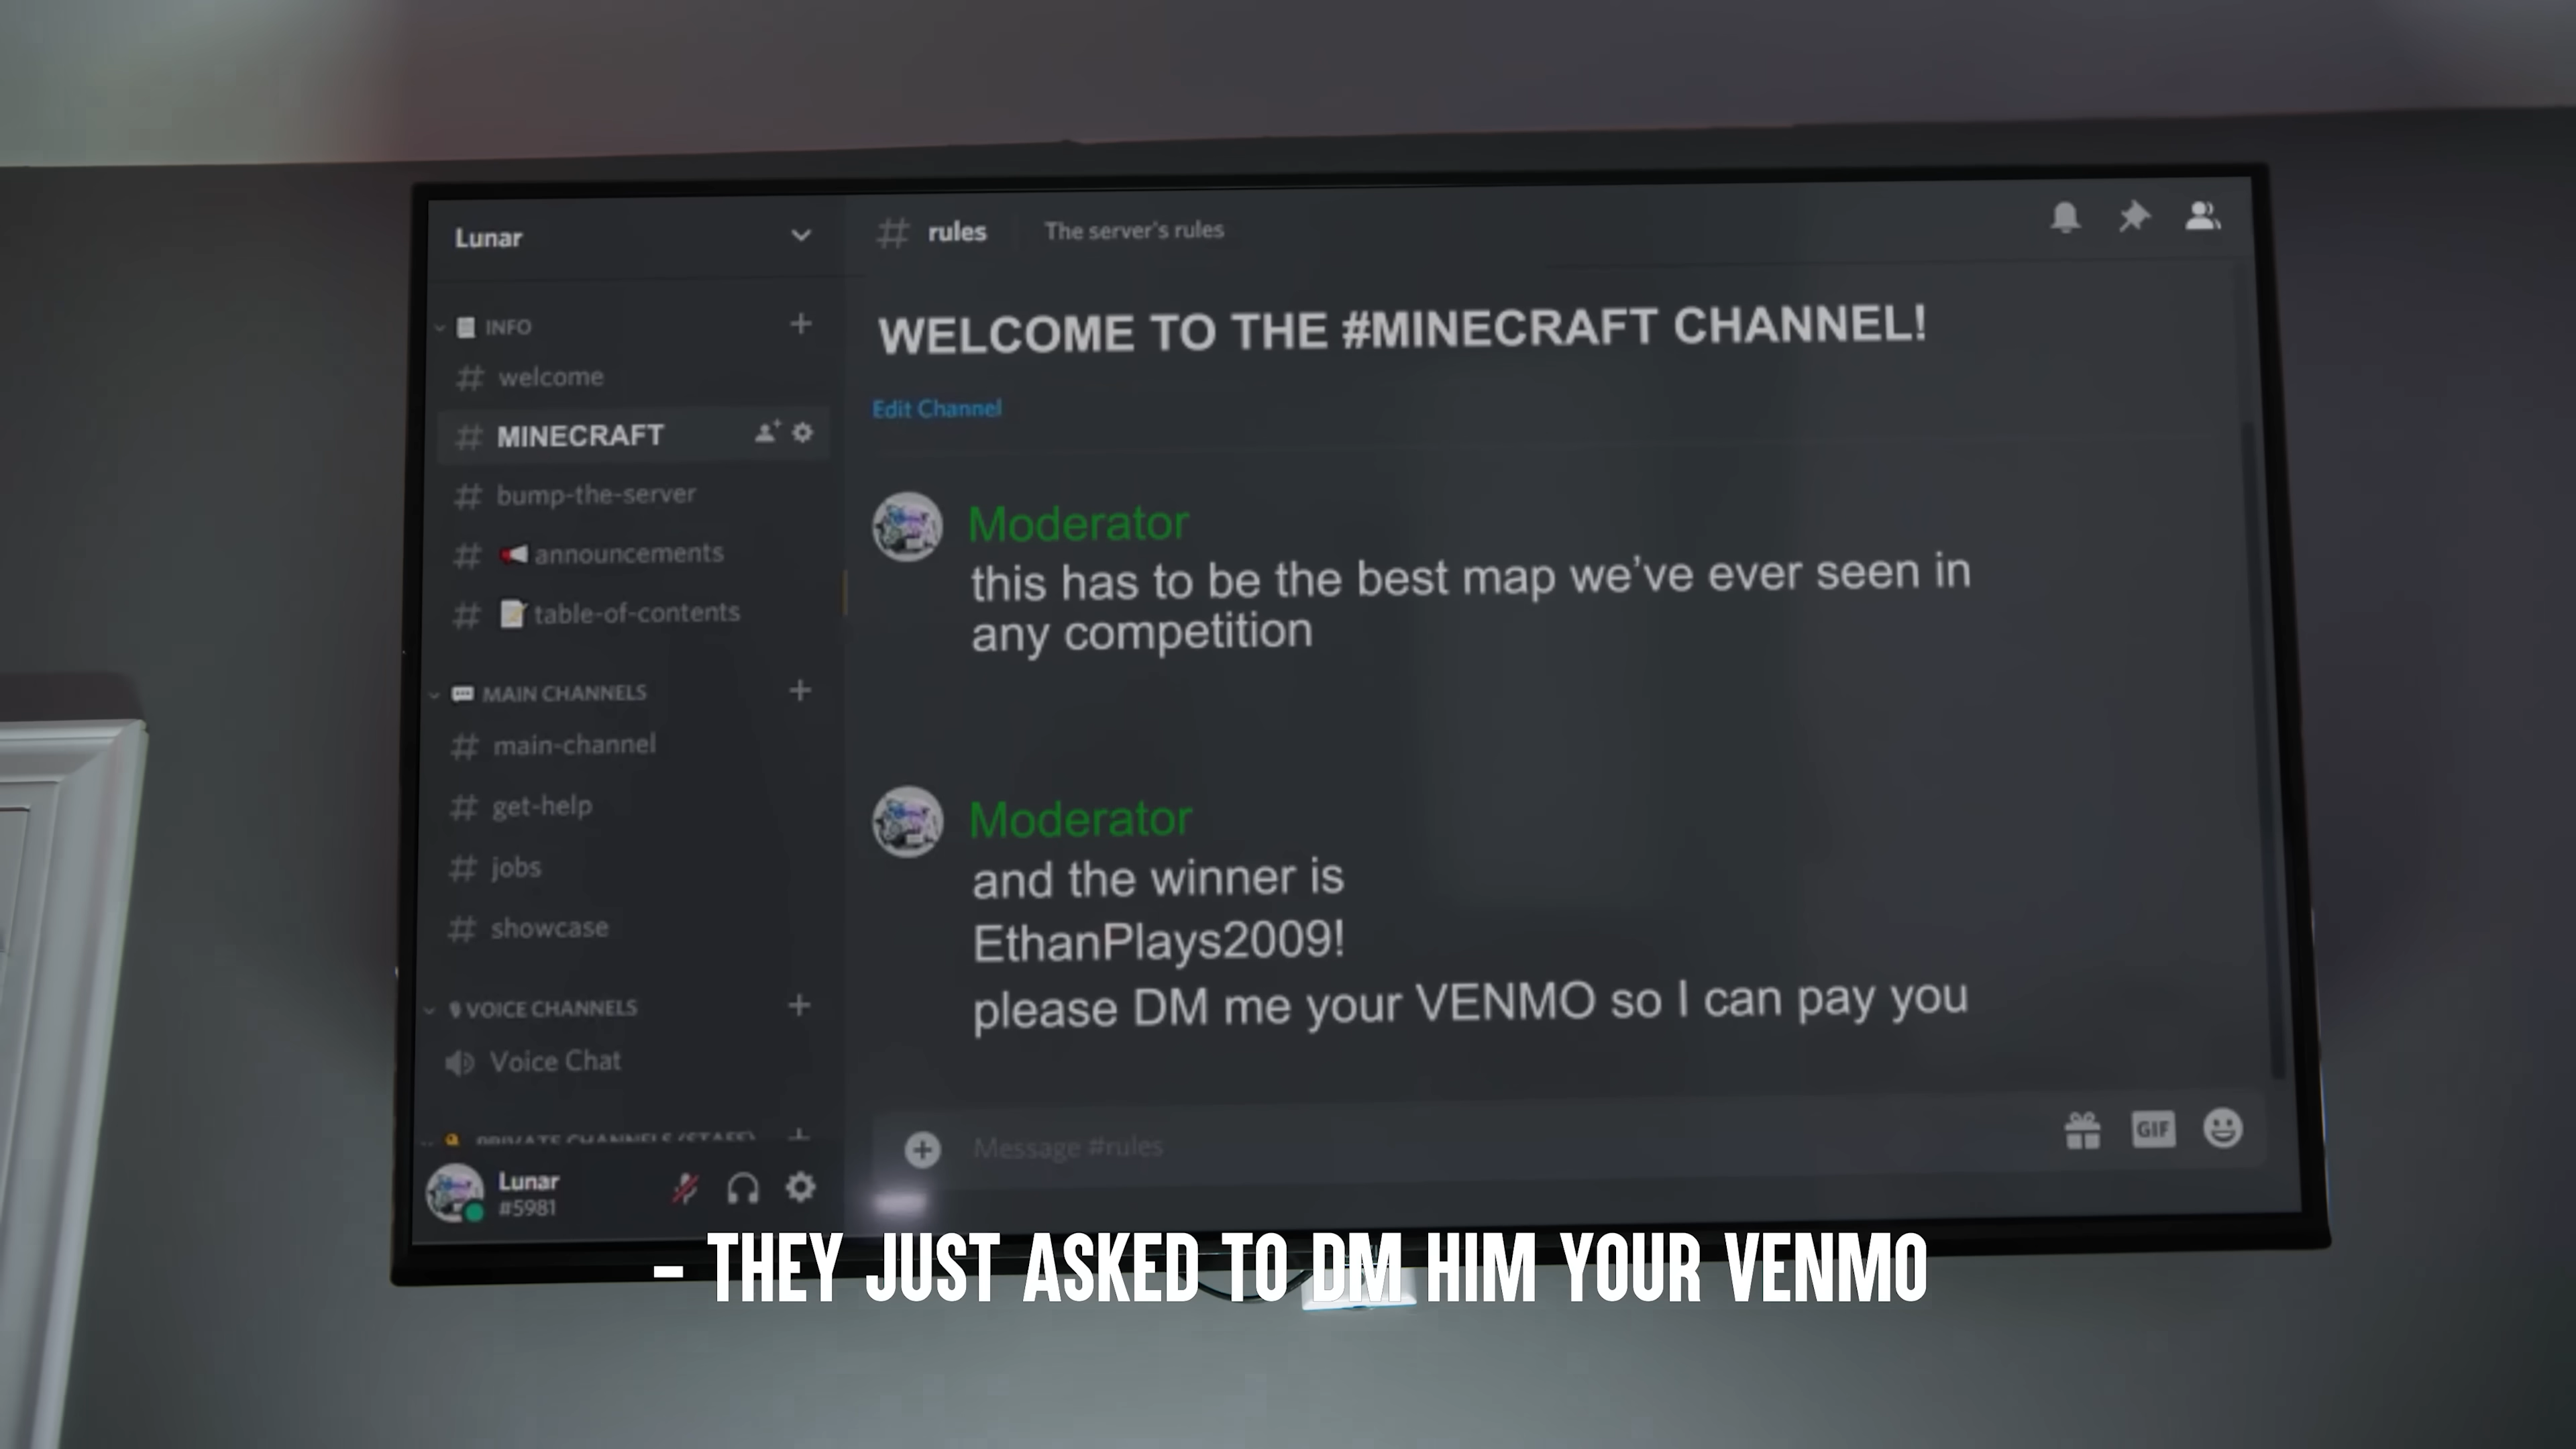 Lunar
INFO
welcome
MINECRAFT
bump-the-server
announcements
table-of-contents
MAIN CHANNELS
main-channel
get-help
jobs
showcase
VOICE CHANNELS
Voice Chat
PRIVATE CHANNELS (STAFF)
Lunar
#5981
# rules
The server's rules
WELCOME TO THE #MINECRAFT CHANNEL!
Edit Channel
Moderator
this has to be the best map we've ever seen in
any competition
Moderator
and the winner is
EthanPlays2009!
please DM me your VENMO so I can pay you
Message #rules
GIF
- THEY JUST ASKED TO DM HIM YOUR VENMO